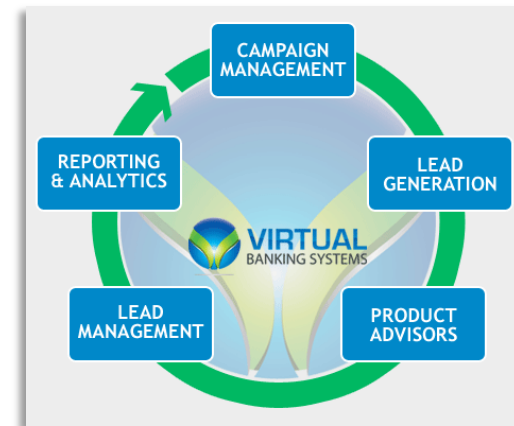 CAMPAIGN
MANAGEMENT
LEAD
GENERATION
PRODUCT
ADVISORS
LEAD
MANAGEMENT
REPORTING
& ANALYTICS
VIRTUAL
BANKING SYSTEMS